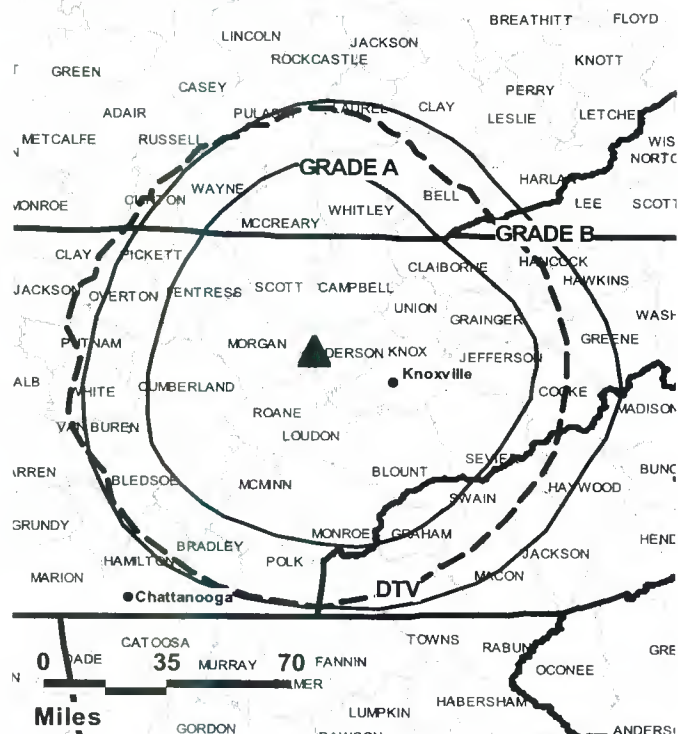 BREATHITT FLOYD
LINCOLN
JACKSON
ROCKCASTLE
KNOTT
GREEN
CASEY
PERRY
ADAIR
CLAY
LESLIE
METCALFE
RUSSELL
GRADE A
HARLAN
WAYNE
BELL
LEE
SCOTT
MONROE
WHITLEY
MCCREARY
GRADE B
CLAY
PICKETT
HANCOCK
CLAIBORNE
HAWKINS
JACKSON
OVERTON
FENTRESS
SCOTT
CAMPBELL
UNION
GRAINGER
PUTNAM
MORGAN
KNOX
JEFFERSON
GREENE
Knoxville
WHITE
CUMBERLAND
COCKE
MADISON
ROANE
VAN BUREN
LOUDON
SEVIER
BLOUNT
BLEDSOE
MCMINN
SWAIN
HAYWOOD
GRUNDY
MONROE
GRAHAM
BRADLEY
JACKSON
HAMILTON
POLK
MARION
MACON
DTV
Chattanooga
CATOOSA
TOWNS
0 35 70
MURRAY
FANNIN
OCONEE
Miles
HABERSHAM
LUMPKIN
GORDON